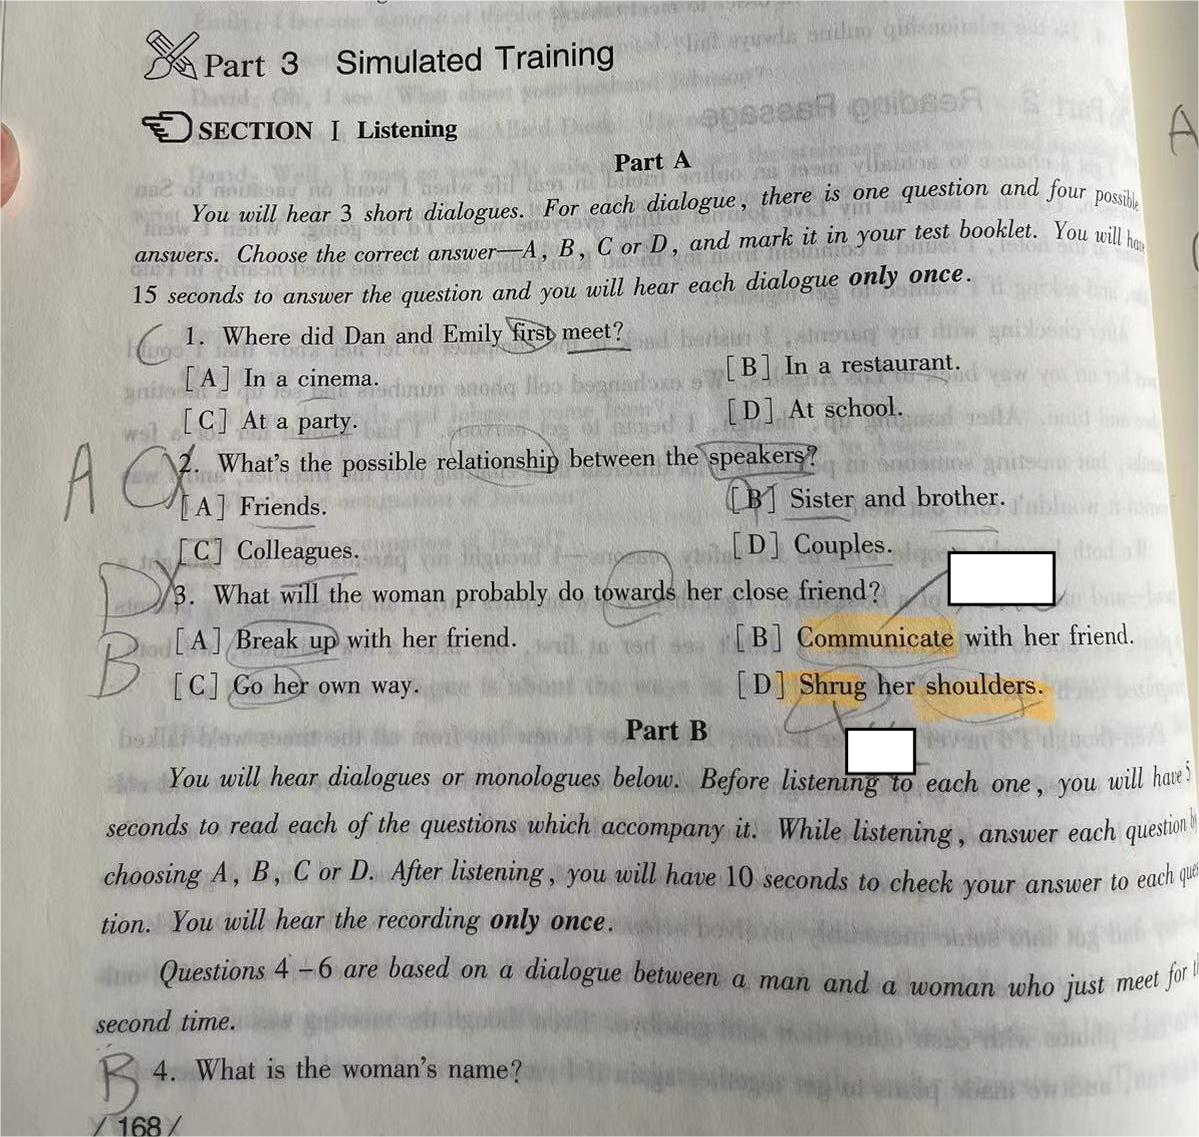 Part 3 Simulated Training
SECTION I Listening
Part A
You will hear 3 short dialogues. For each dialogue, there is one question and four possible
answers. Choose the correct answer—A, B, C or D, and mark it in your test booklet. You will have
15 seconds to answer the question and you will hear each dialogue only once.
C 1. Where did Dan and Emily first meet?
[A] In a cinema. [B] In a restaurant.
[C] At a party. [D] At school.
A C 2. What's the possible relationship between the speakers?
[A] Friends. [B] Sister and brother.
[C] Colleagues. [D] Couples.
D 3. What will the woman probably do towards her close friend?
B [A] Break up with her friend. [B] Communicate with her friend.
[C] Go her own way. [D] Shrug her shoulders.
Part B
You will hear dialogues or monologues below. Before listening to each one, you will have 5
seconds to read each of the questions which accompany it. While listening, answer each question by
choosing A, B, C or D. After listening, you will have 10 seconds to check your answer to each ques
tion. You will hear the recording only once.
Questions 4-6 are based on a dialogue between a man and a woman who just meet for
second time.
B 4. What is the woman's name?
/ 168 /
A